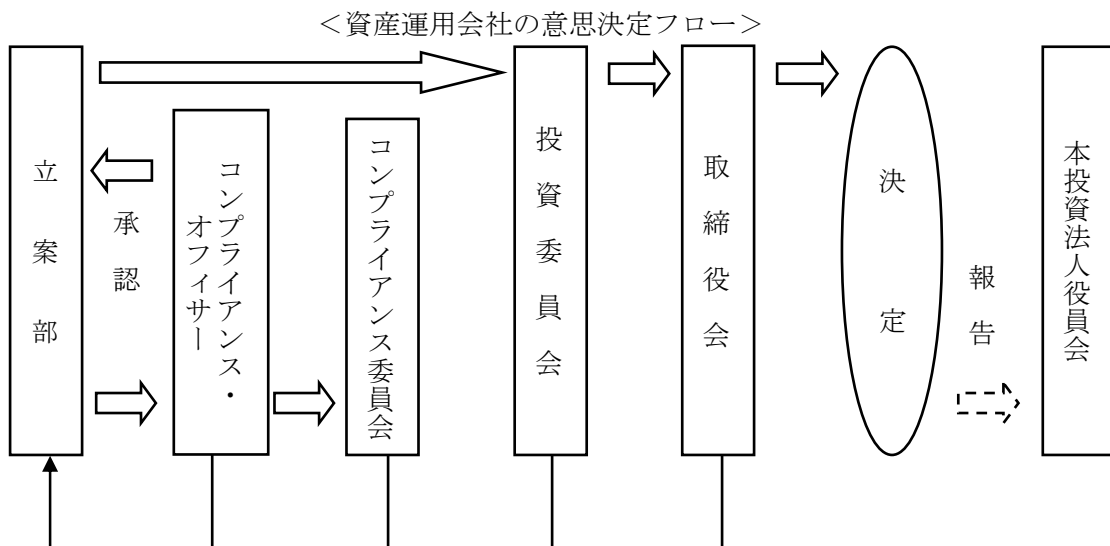 ＜資産運用会社の意思決定フロー＞
立案部
承認
コンプライアンス・
オフィサー
コンプライアンス委員会
投資委員会
取締役会
決定
報告
本投資法人役員会